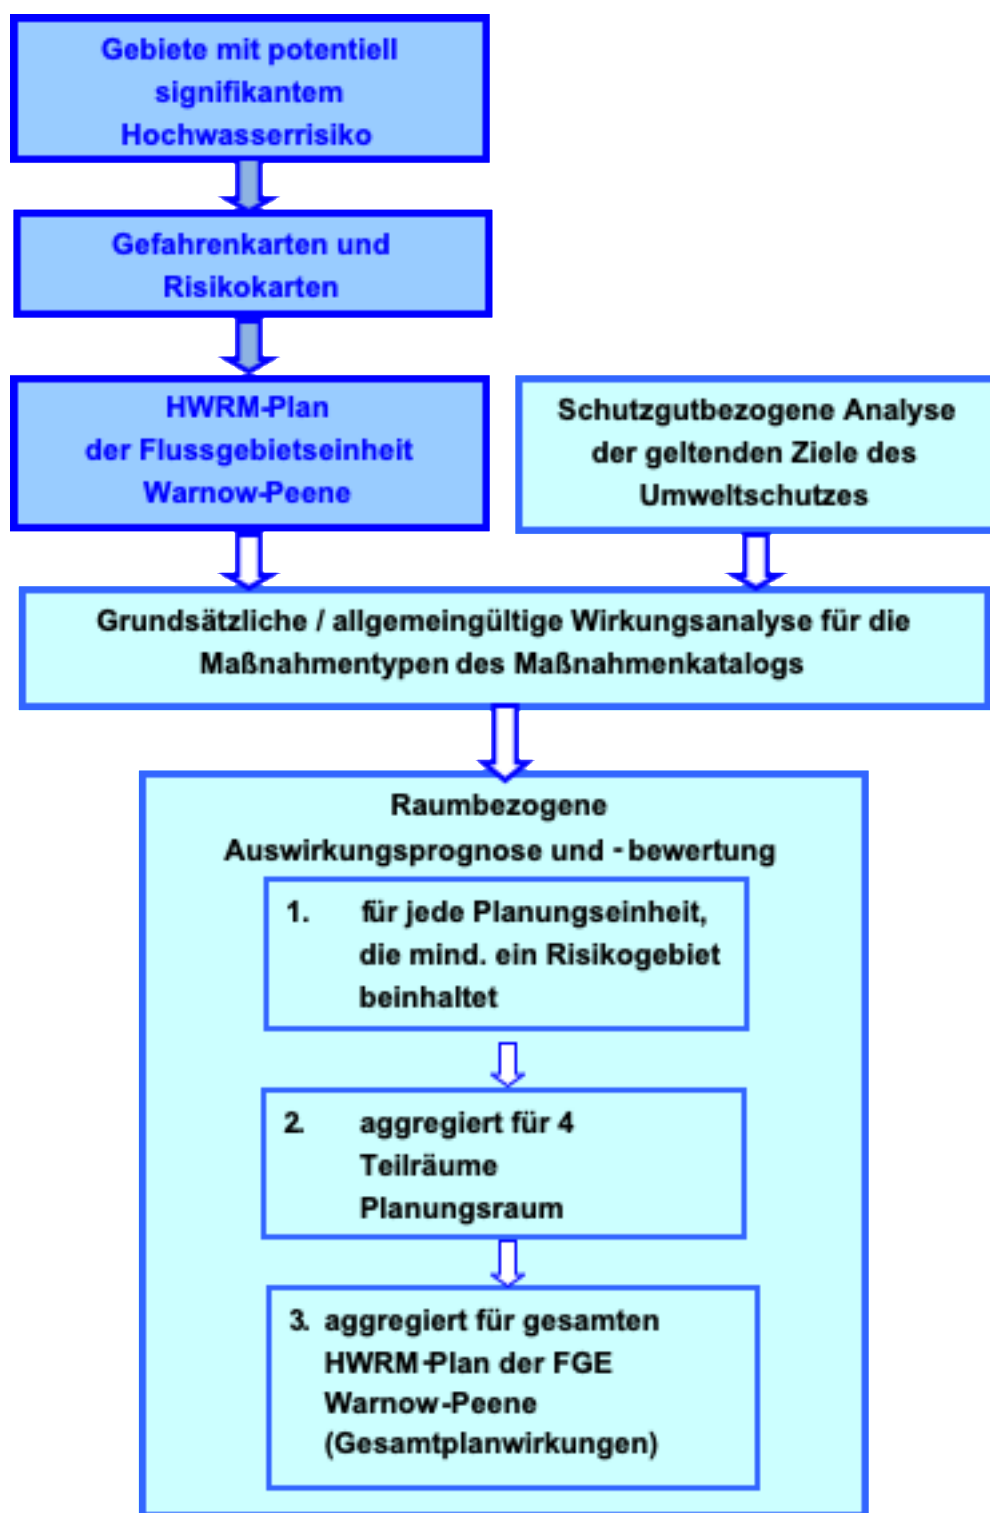 Gebiete mit potentiell
signifikantem
Hochwasserrisiko
Gefahrenkarten und
Risikokarten
HWRM-Plan
der Flussgebietseinheit
Warnow-Peene
Schutzgutbezogene Analyse
der geltenden Ziele des
Umweltschutzes
Grundsätzliche / allgemeingültige Wirkungsanalyse für die
Maßnahmentypen des Maßnahmenkatalogs
Raumbezogene
Auswirkungsprognose und -bewertung
1. für jede Planungseinheit,
die mind. ein Risikogebiet
beinhaltet
2. aggregiert für 4
Teilräume
Planungsraum
3. aggregiert für gesamten
HWRM-Plan der FGE
Warnow-Peene
(Gesamtplanwirkungen)